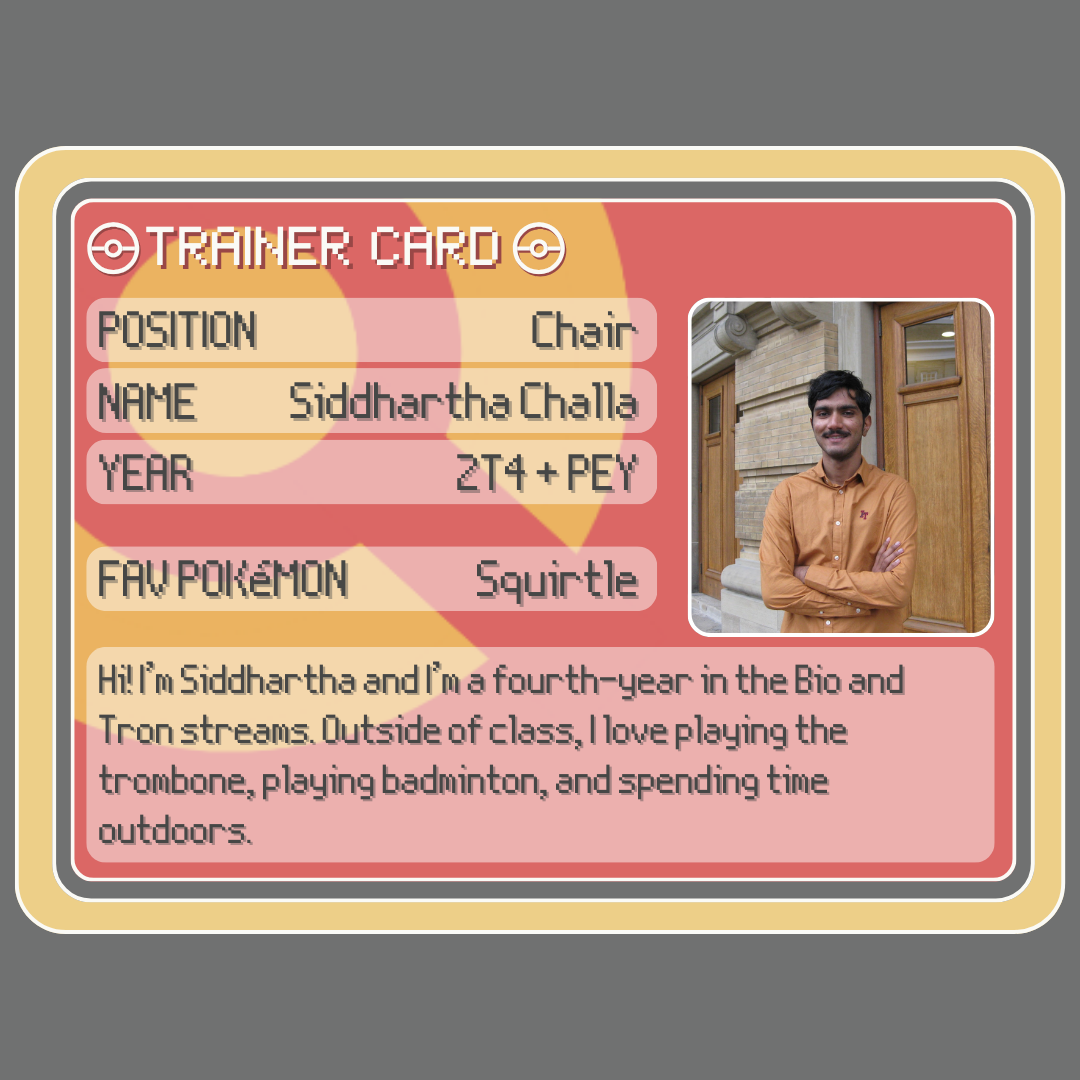 TRAINER CARD
POSITION Chair
NAME Siddhartha Challa
YEAR 2T4 + PEY
FAV POKéMON Squirtle
Hi! I'm Siddhartha and I'm a fourth-year in the Bio and
Tron streams. Outside of class, I love playing the
trombone, playing badminton, and spending time
outdoors.